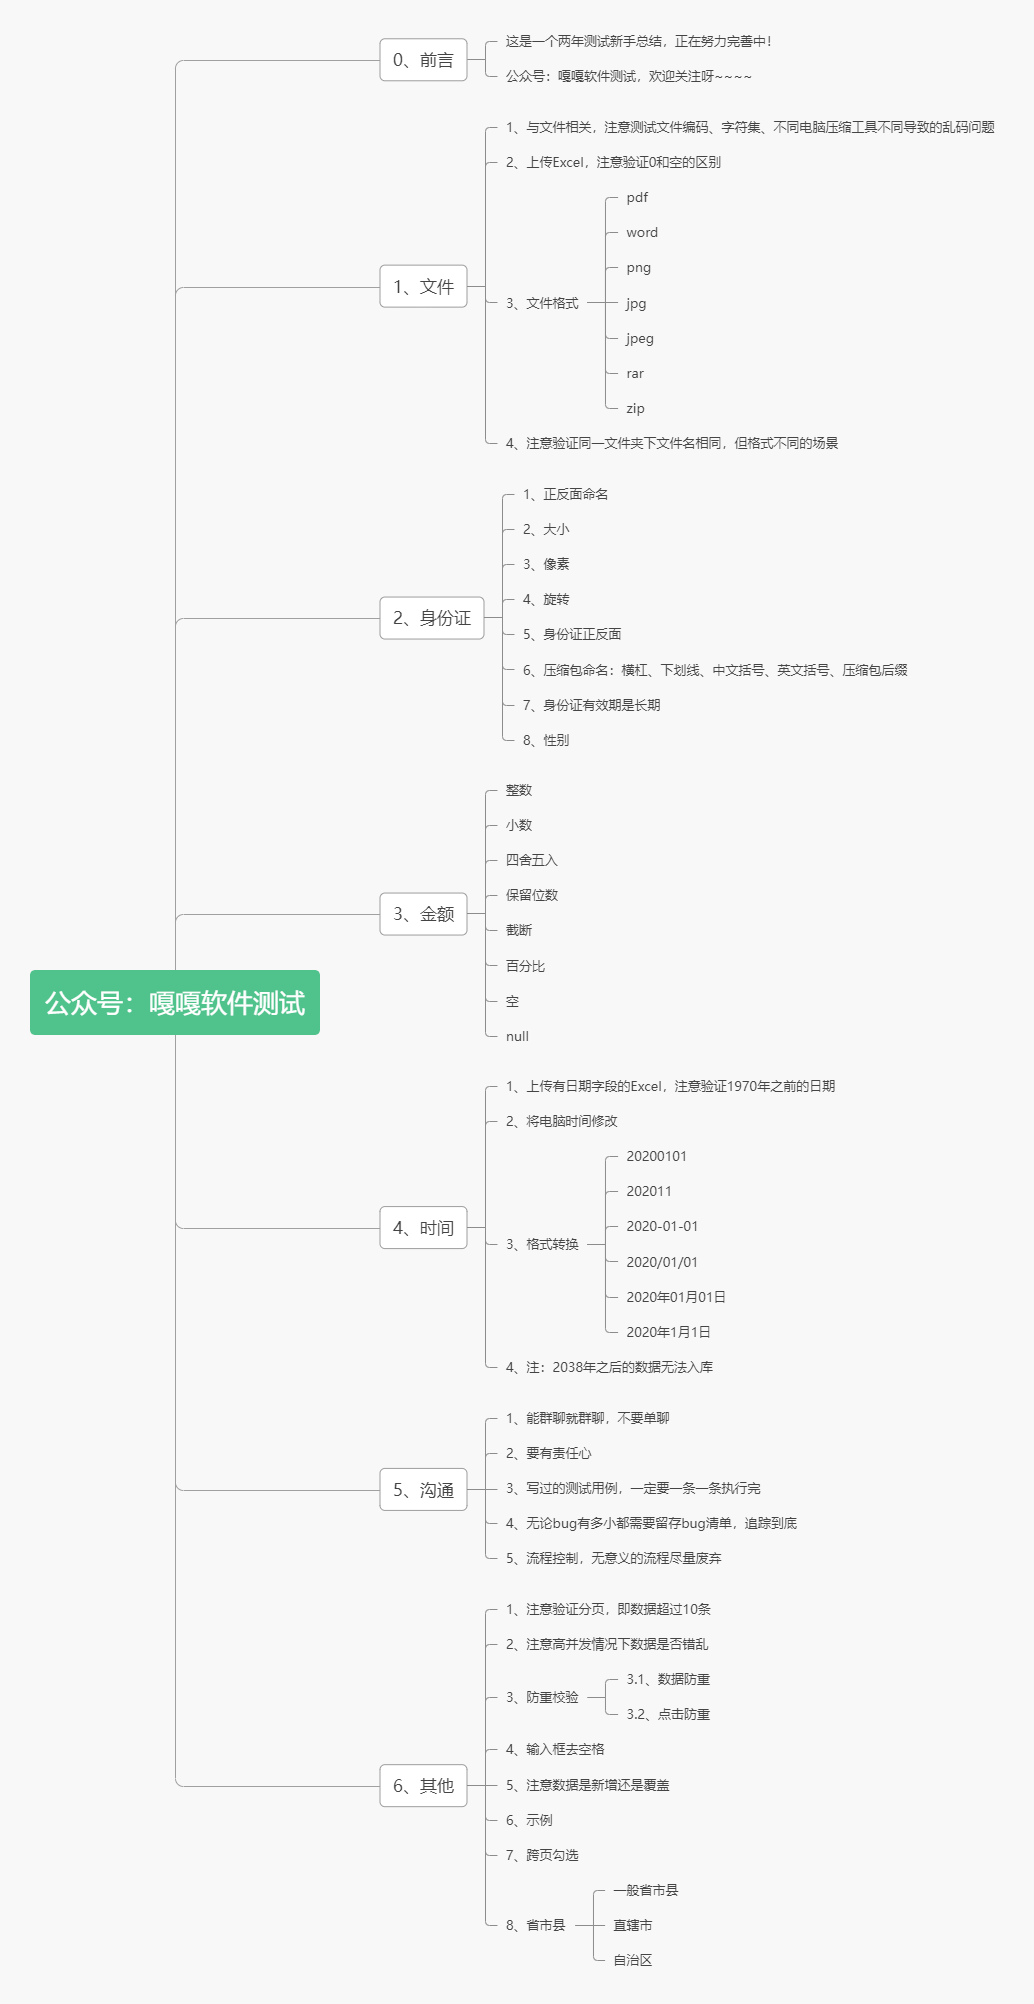 公众号：嘎嘎软件测试
0、前言
这是一个两年测试新手总结，正在努力完善中！
公众号：嘎嘎软件测试，欢迎关注呀~~~~
1、文件
1、与文件相关，注意测试文件编码、字符集、不同电脑压缩工具不同导致的乱码问题
2、上传Excel，注意验证0和空的区别
3、文件格式
pdf
word
png
jpg
jpeg
rar
zip
4、注意验证同一文件夹下文件名相同，但格式不同的场景
2、身份证
1、正反面命名
2、大小
3、像素
4、旋转
5、身份证正反面
6、压缩包命名：横杠、下划线、中文括号、英文括号、压缩包后缀
7、身份证有效期是长期
8、性别
3、金额
整数
小数
四舍五入
保留位数
截断
百分比
空
null
4、时间
1、上传有日期字段的Excel，注意验证1970年之前的日期
2、将电脑时间修改
3、格式转换
20200101
202011
2020-01-01
2020/01/01
2020年01月01日
2020年1月1日
4、注：2038年之后的数据无法入库
5、沟通
1、能群聊就群聊，不要单聊
2、要有责任心
3、写过的测试用例，一定要一条一条执行完
4、无论bug有多小都需要留存bug清单，追踪到底
5、流程控制，无意义的流程尽量废弃
6、其他
1、注意验证分页，即数据超过10条
2、注意高并发情况下数据是否错乱
3、防重校验
3.1、数据防重
3.2、点击防重
4、输入框去空格
5、注意数据是新增还是覆盖
6、示例
7、跨页勾选
8、省市县
一般省市县
直辖市
自治区